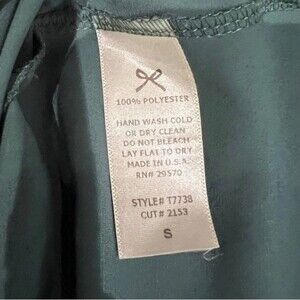 100% POLYESTER
HAND WASH COLD
OR DRY CLEAN
DO NOT BLEACH
LAY FLAT TO DRY
MADE IN U.S.A.
RN# 29570
STYLE# T7738
CUT# 2153
S